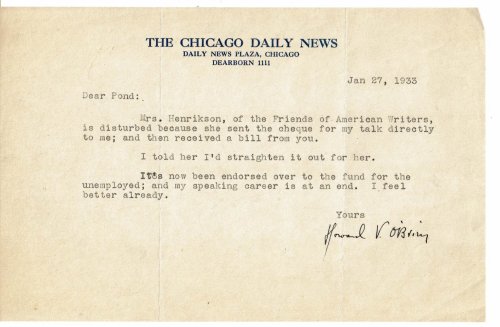 THE CHICAGO DAILY NEWS
DAILY NEWS PLAZA, CHICAGO
DEARBORN 1111
Jan 27, 1933
Dear Pond:
Mrs. Henrikson, of the Friends of American Writers,
is disturbed because she sent the cheque for my talk directly
to me; and then received a bill from you.
I told her I'd straighten it out for her.
It's now been endorsed over to the fund for the
unemployed; and my speaking career is at an end. I feel
better already.
Yours
Howard V. O'Brien